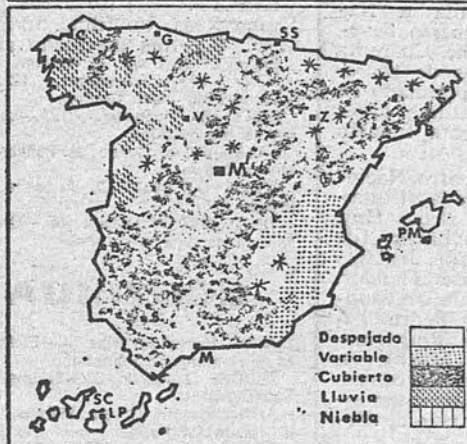 C G SS
V Z B
M
PM
S
M
SC
LP
Despejado
Variable
Cubierto
Lluvia
Niebla